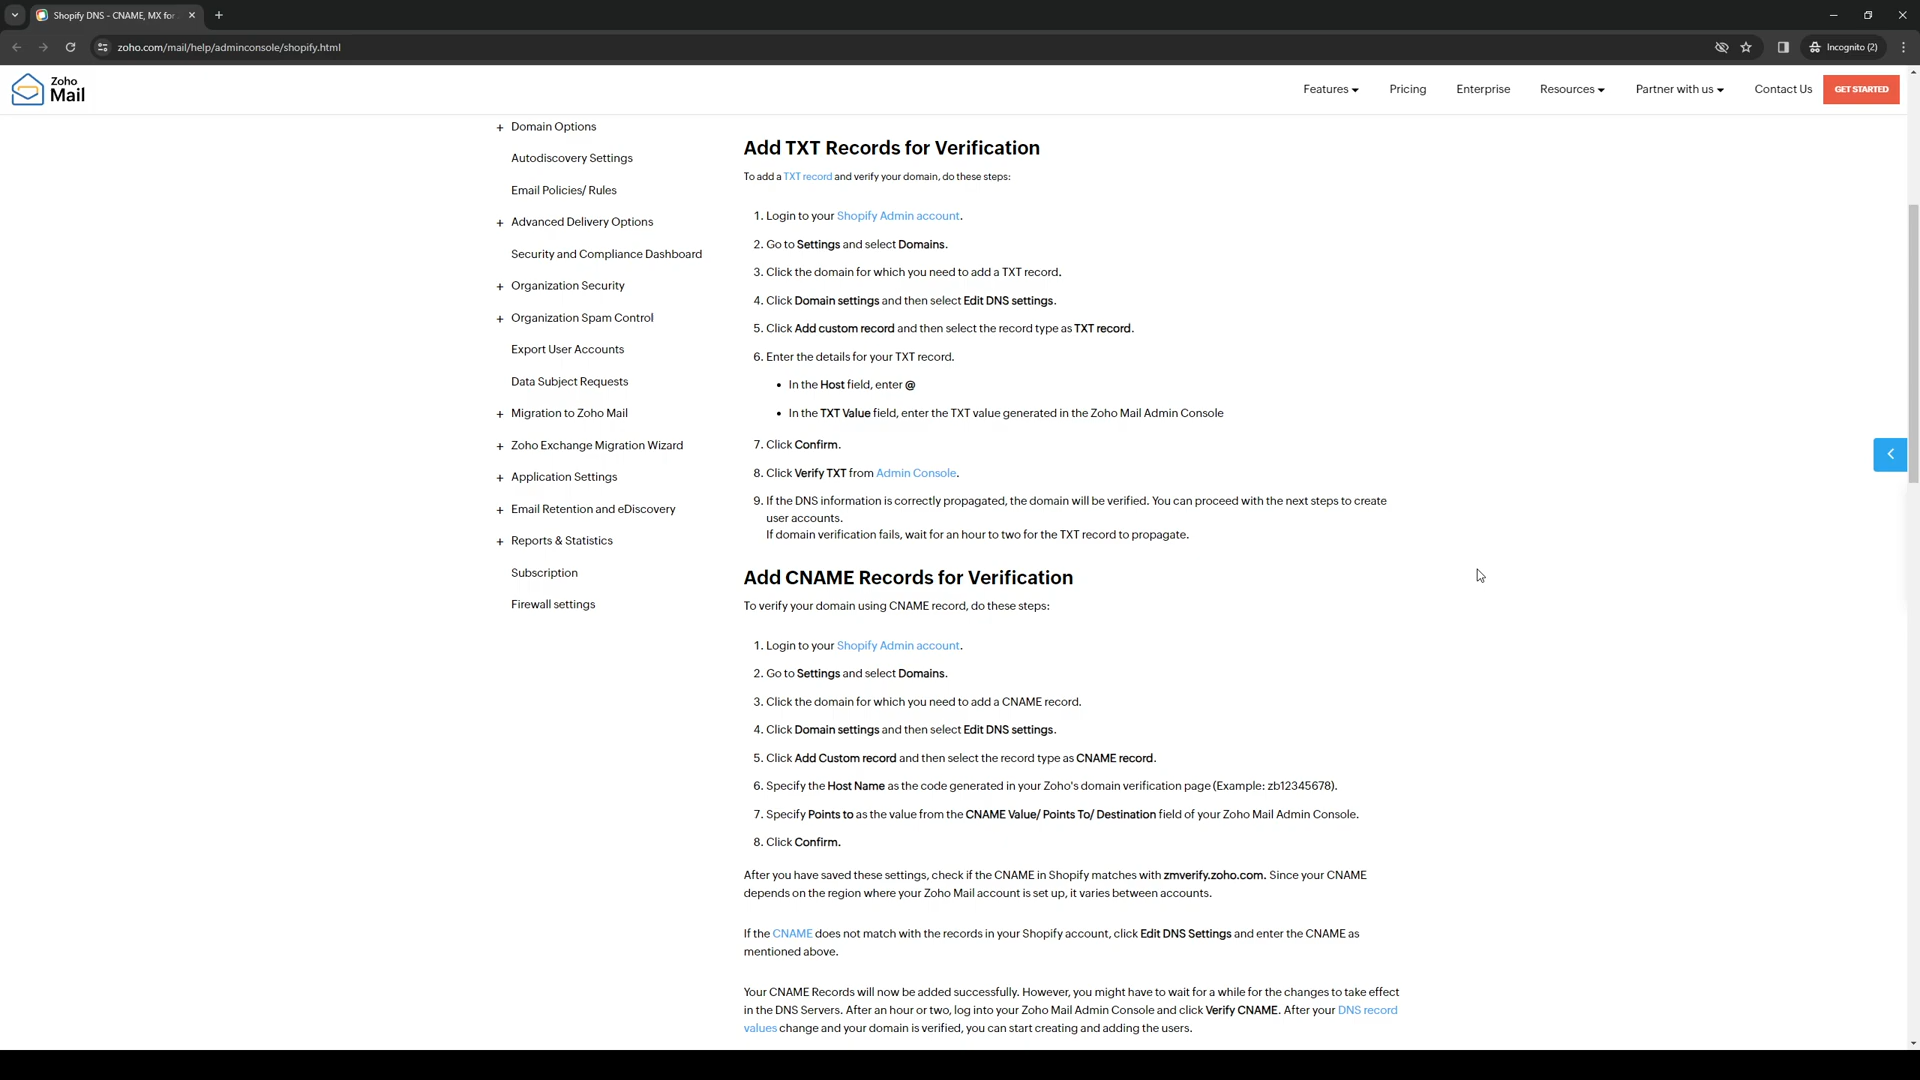 Shopify DNS - CNAME, MX for
zoho.com/mail/help/adminconsole/shopify.html
Incognito (2)
Zoho
Mail
Features
Pricing
Enterprise
Resources
Partner with us
Contact Us
GET STARTED
+ Domain Options
Autodiscovery Settings
Email Policies/ Rules
+ Advanced Delivery Options
Security and Compliance Dashboard
+ Organization Security
+ Organization Spam Control
Export User Accounts
Data Subject Requests
+ Migration to Zoho Mail
+ Zoho Exchange Migration Wizard
+ Application Settings
+ Email Retention and eDiscovery
+ Reports & Statistics
Subscription
Firewall settings
Add TXT Records for Verification
To add a TXT record and verify your domain, do these steps:
1. Login to your Shopify Admin account.
2. Go to Settings and select Domains.
3. Click the domain for which you need to add a TXT record.
4. Click Domain settings and then select Edit DNS settings.
5. Click Add custom record and then select the record type as TXT record.
6. Enter the details for your TXT record.
• In the Host field, enter @
• In the TXT Value field, enter the TXT value generated in the Zoho Mail Admin Console
7. Click Confirm.
8. Click Verify TXT from Admin Console.
9. If the DNS information is correctly propagated, the domain will be verified. You can proceed with the next steps to create
user accounts.
If domain verification fails, wait for an hour to two for the TXT record to propagate.
Add CNAME Records for Verification
To verify your domain using CNAME record, do these steps:
1. Login to your Shopify Admin account.
2. Go to Settings and select Domains.
3. Click the domain for which you need to add a CNAME record.
4. Click Domain settings and then select Edit DNS settings.
5. Click Add Custom record and then select the record type as CNAME record.
6. Specify the Host Name as the code generated in your Zoho's domain verification page (Example: zb12345678).
7. Specify Points to as the value from the CNAME Value/ Points To/ Destination field of your Zoho Mail Admin Console.
8. Click Confirm.
After you have saved these settings, check if the CNAME in Shopify matches with zmverify.zoho.com. Since your CNAME
depends on the region where your Zoho Mail account is set up, it varies between accounts.
If the CNAME does not match with the records in your Shopify account, click Edit DNS Settings and enter the CNAME as
mentioned above.
Your CNAME Records will now be added successfully. However, you might have to wait for a while for the changes to take effect
in the DNS Servers. After an hour or two, log into your Zoho Mail Admin Console and click Verify CNAME. After your DNS record
values change and your domain is verified, you can start creating and adding the users.